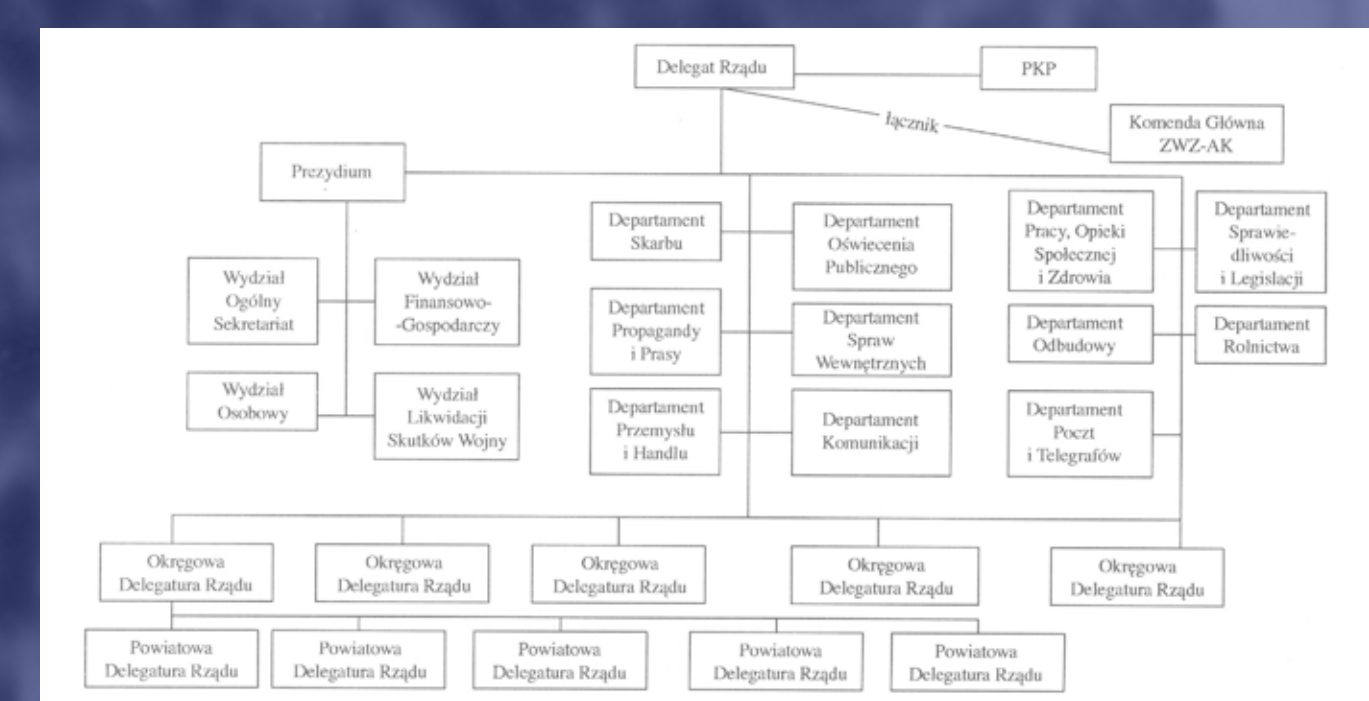 Delegat Rządu
PKP
łącznik
Komenda Główna
ZWZ-AK
Prezydium
Wydział
Ogólny
Sekretariat
Wydział
Finansowo-
-Gospodarczy
Wydział
Osobowy
Wydział
Likwidacji
Skutków Wojny
Departament
Skarbu
Departament
Oświecenia
Publicznego
Departament
Propagandy
i Prasy
Departament
Spraw
Wewnętrznych
Departament
Przemysłu
i Handlu
Departament
Komunikacji
Departament
Pracy, Opieki
Społecznej
i Zdrowia
Departament
Sprawie-
dliwości
i Legislacji
Departament
Odbudowy
Departament
Rolnictwa
Departament
Poczt
i Telegrafów
Okręgowa
Delegatura Rządu
Okręgowa
Delegatura Rządu
Okręgowa
Delegatura Rządu
Okręgowa
Delegatura Rządu
Okręgowa
Delegatura Rządu
Powiatowa
Delegatura Rządu
Powiatowa
Delegatura Rządu
Powiatowa
Delegatura Rządu
Powiatowa
Delegatura Rządu
Powiatowa
Delegatura Rządu